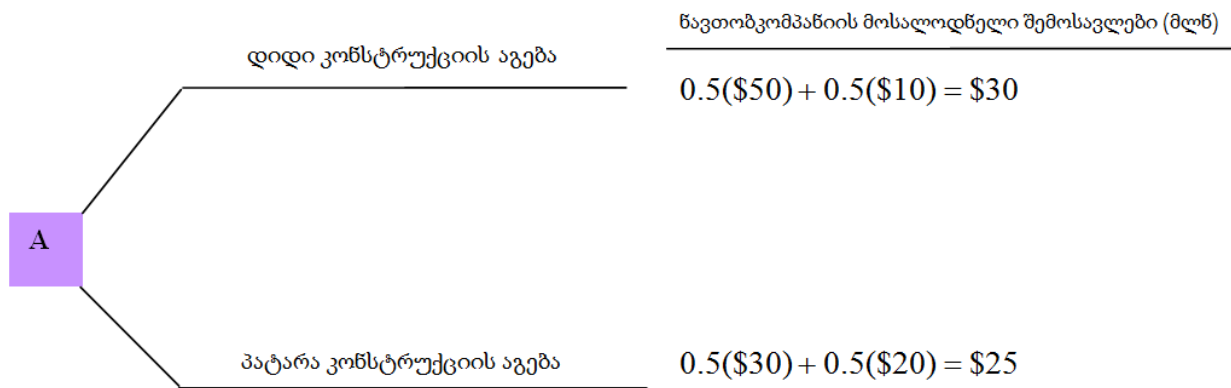 ნავთობკომპანიის მოსალოდნელი შემოსავლები (მლნ)
დიდი კონსტრუქციის აგება
0.5($50) + 0.5($10) = $30
A
პატარა კონსტრუქციის აგება
0.5($30) + 0.5($20) = $25